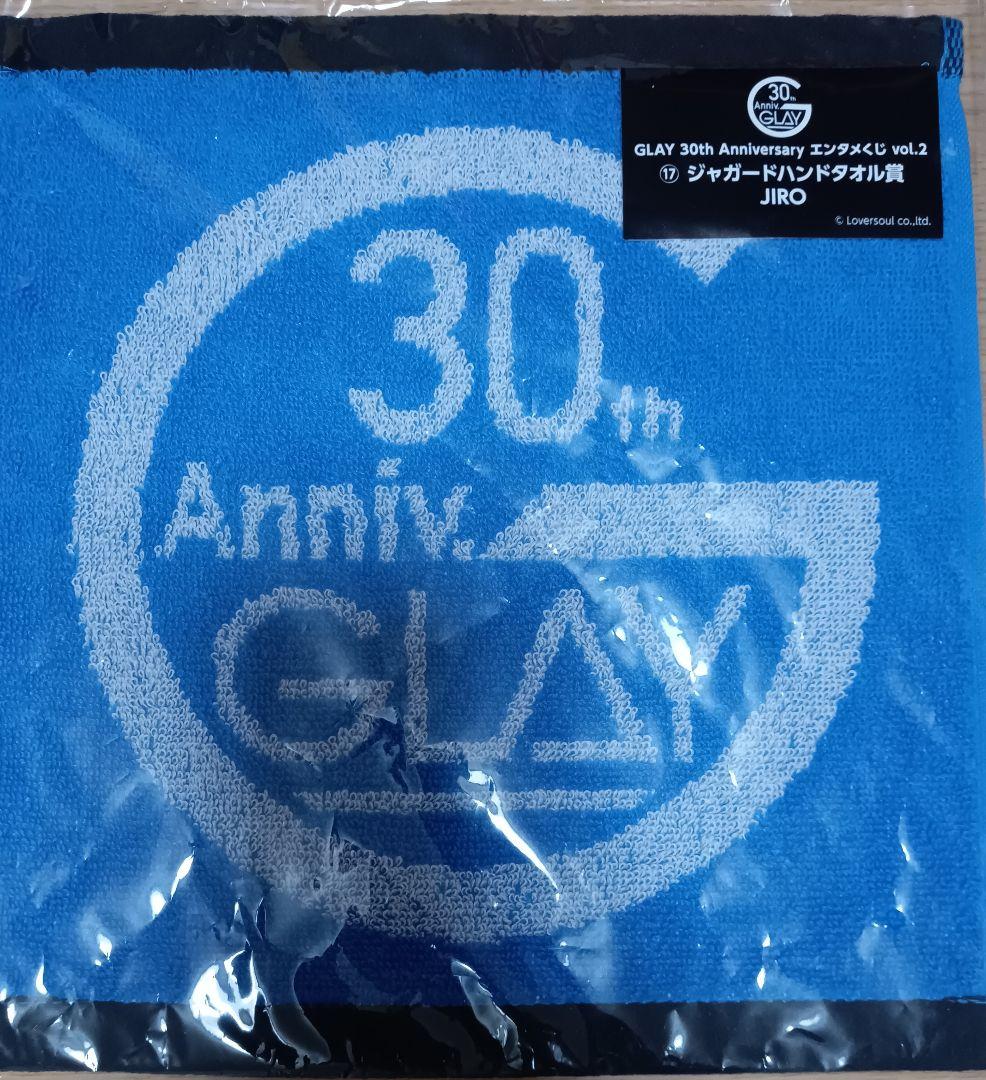 30th
Anniv.
GLAY
GLAY 30th Anniversary エンタメくじ vol.2
⑰ ジャガードハンドタオル賞
JIRO
© Loversoul co.,ltd.
30th
Anniv.
GLAY